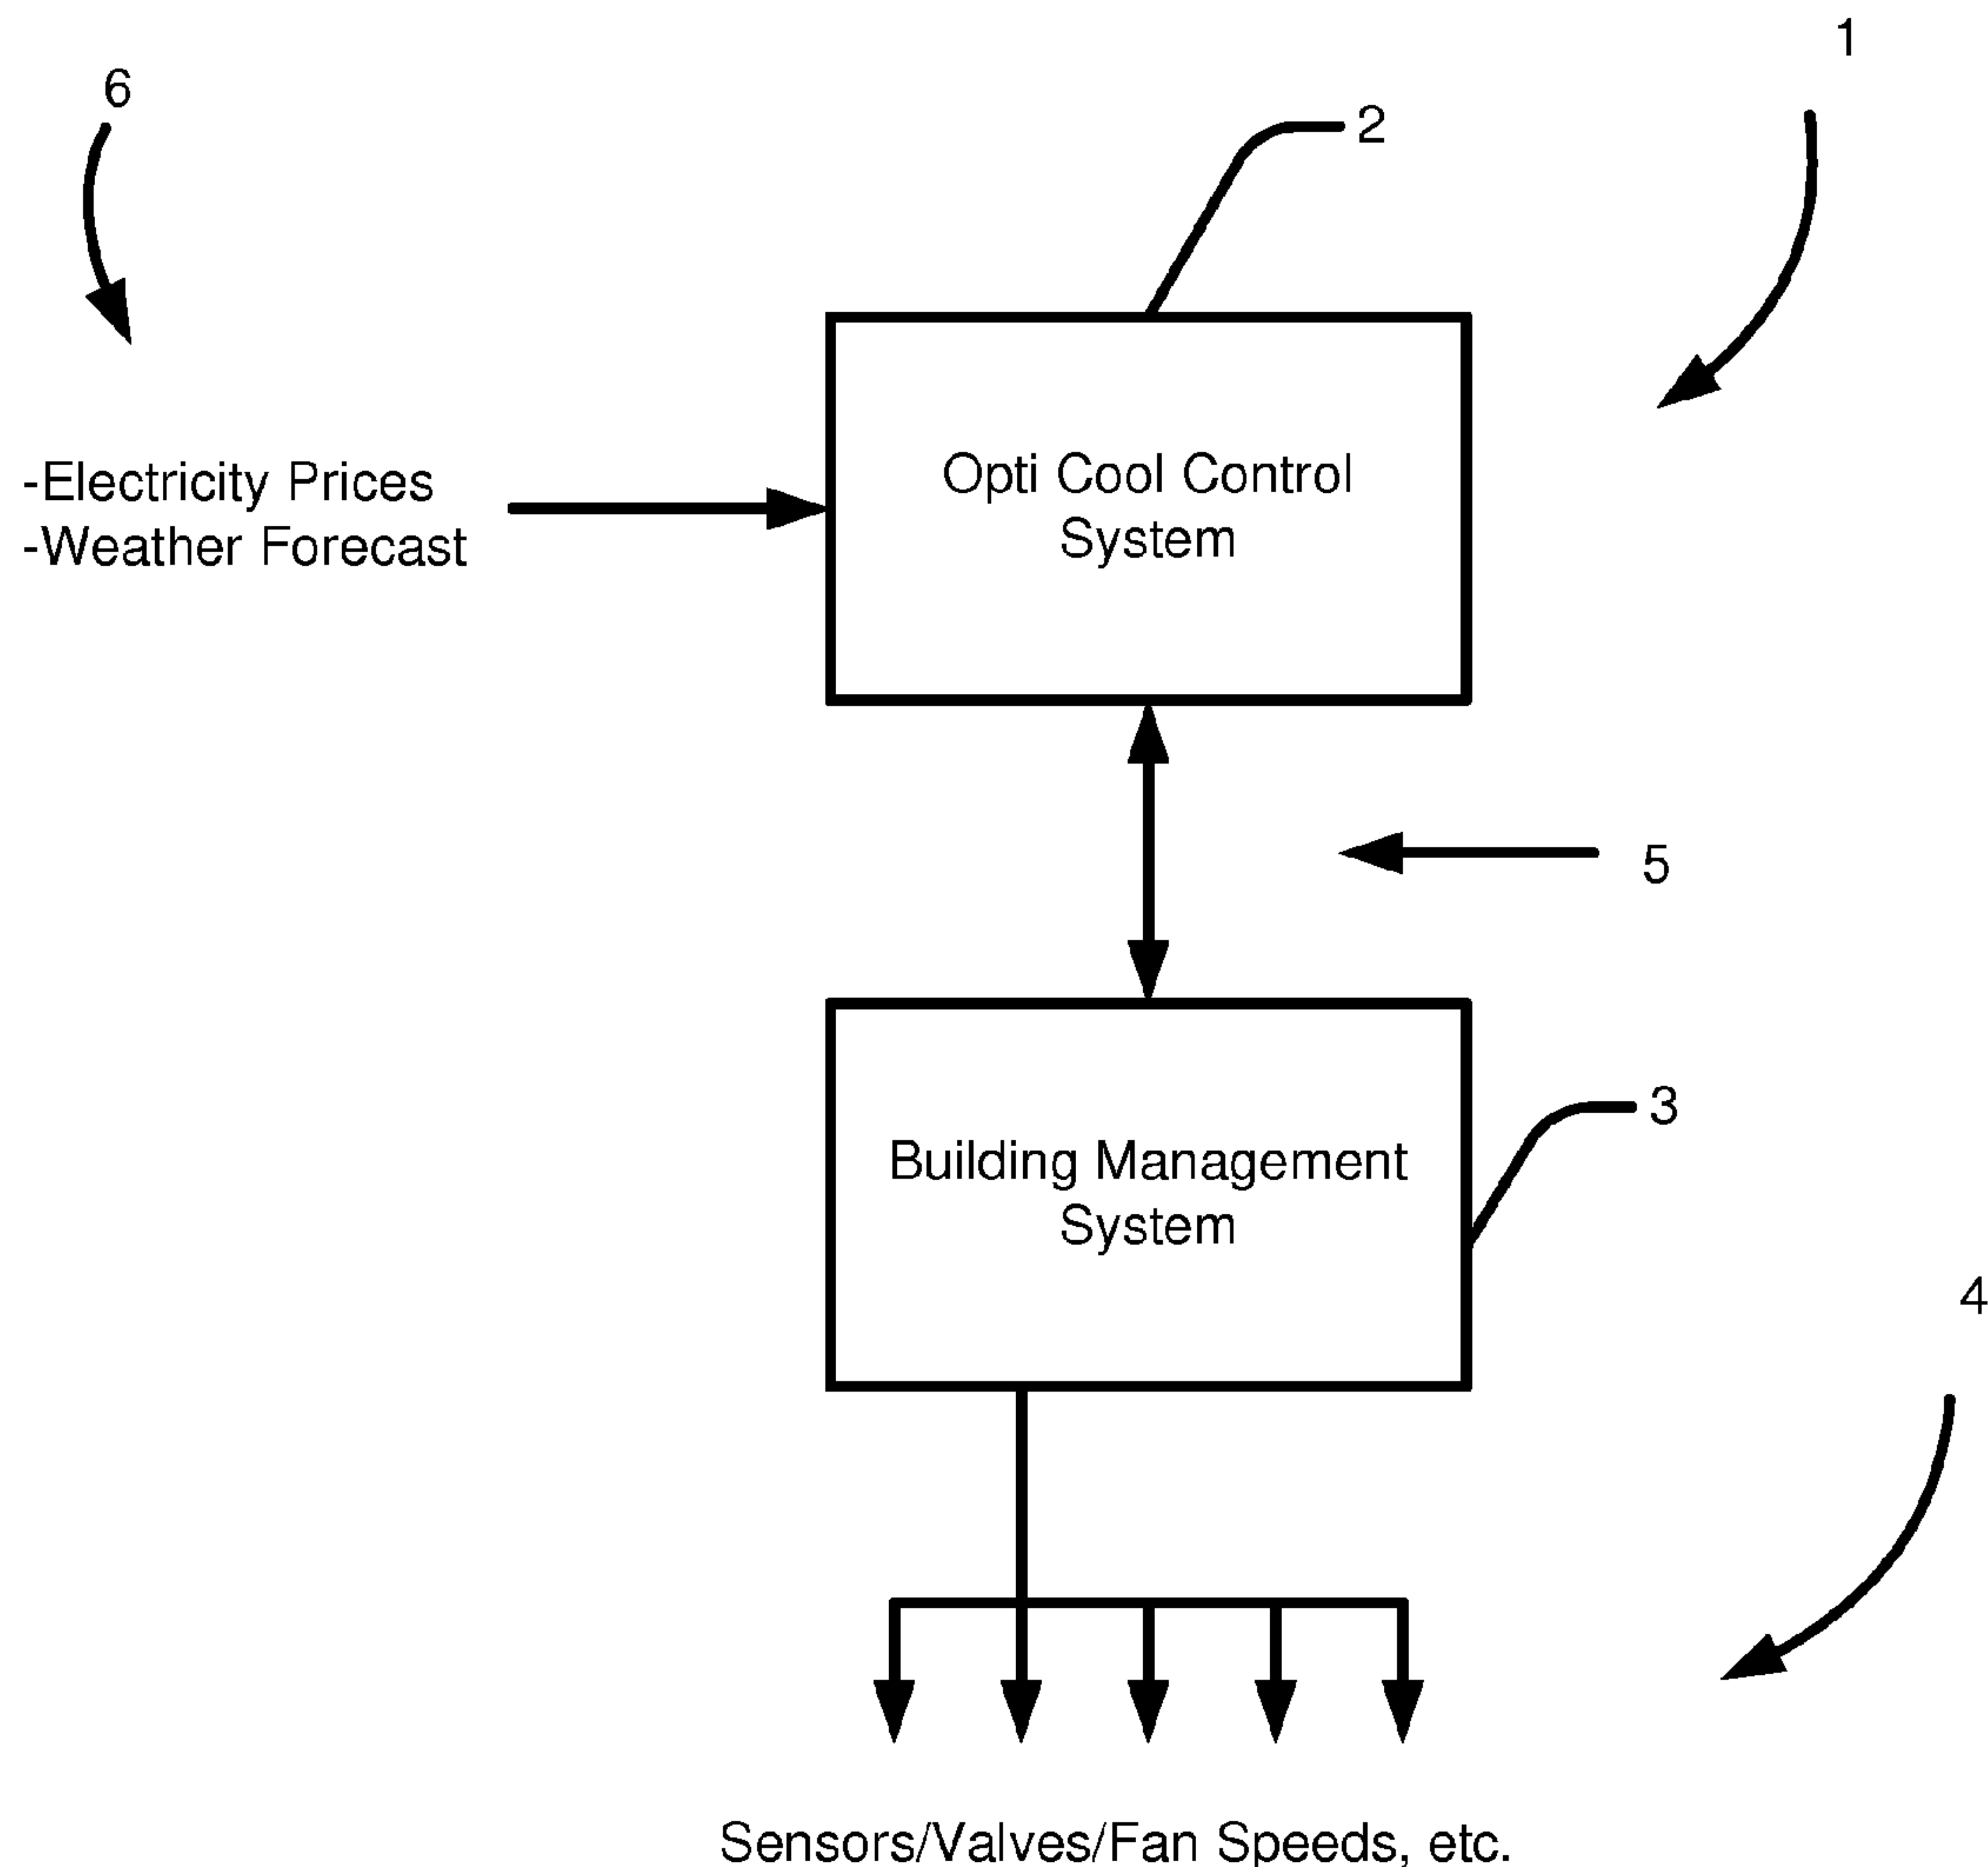 1
6
2
Opti Cool Control
System
-Electricity Prices
-Weather Forecast
5
3
Building Management
System
4
Sensors/Valves/Fan Speeds, etc.